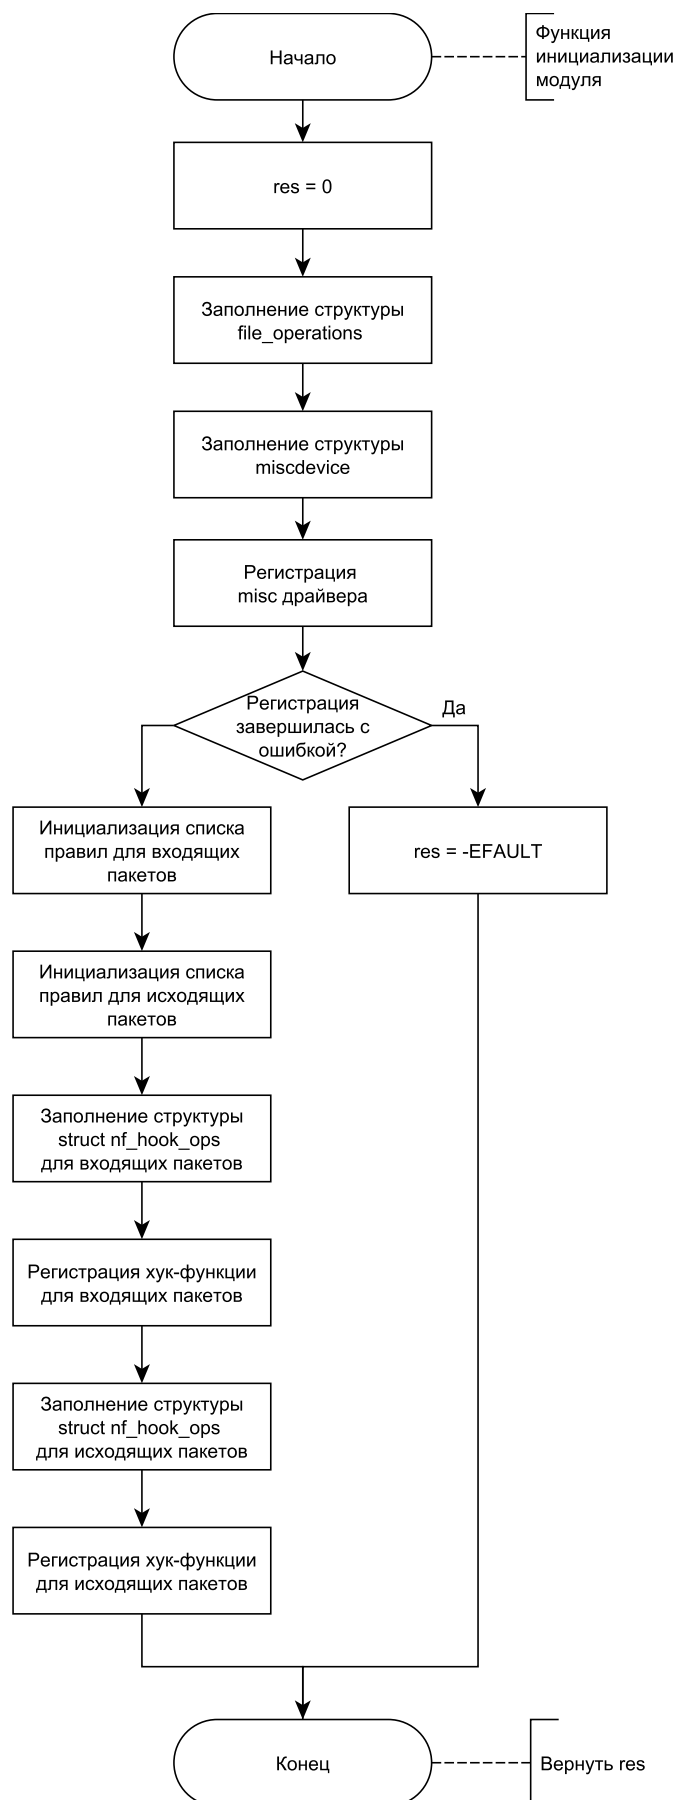 Начало
Функция
инициализации
модуля
res = 0
Заполнение структуры
file_operations
Заполнение структуры
miscdevice
Регистрация
misc драйвера
Регистрация
завершилась с
ошибкой?
Да
Инициализация списка
правил для входящих
пакетов
res = -EFAULT
Инициализация списка
правил для исходящих
пакетов
Заполнение структуры
struct nf_hook_ops
для входящих пакетов
Регистрация хук-функции
для входящих пакетов
Заполнение структуры
struct nf_hook_ops
для исходящих пакетов
Регистрация хук-функции
для исходящих пакетов
Конец
Вернуть res